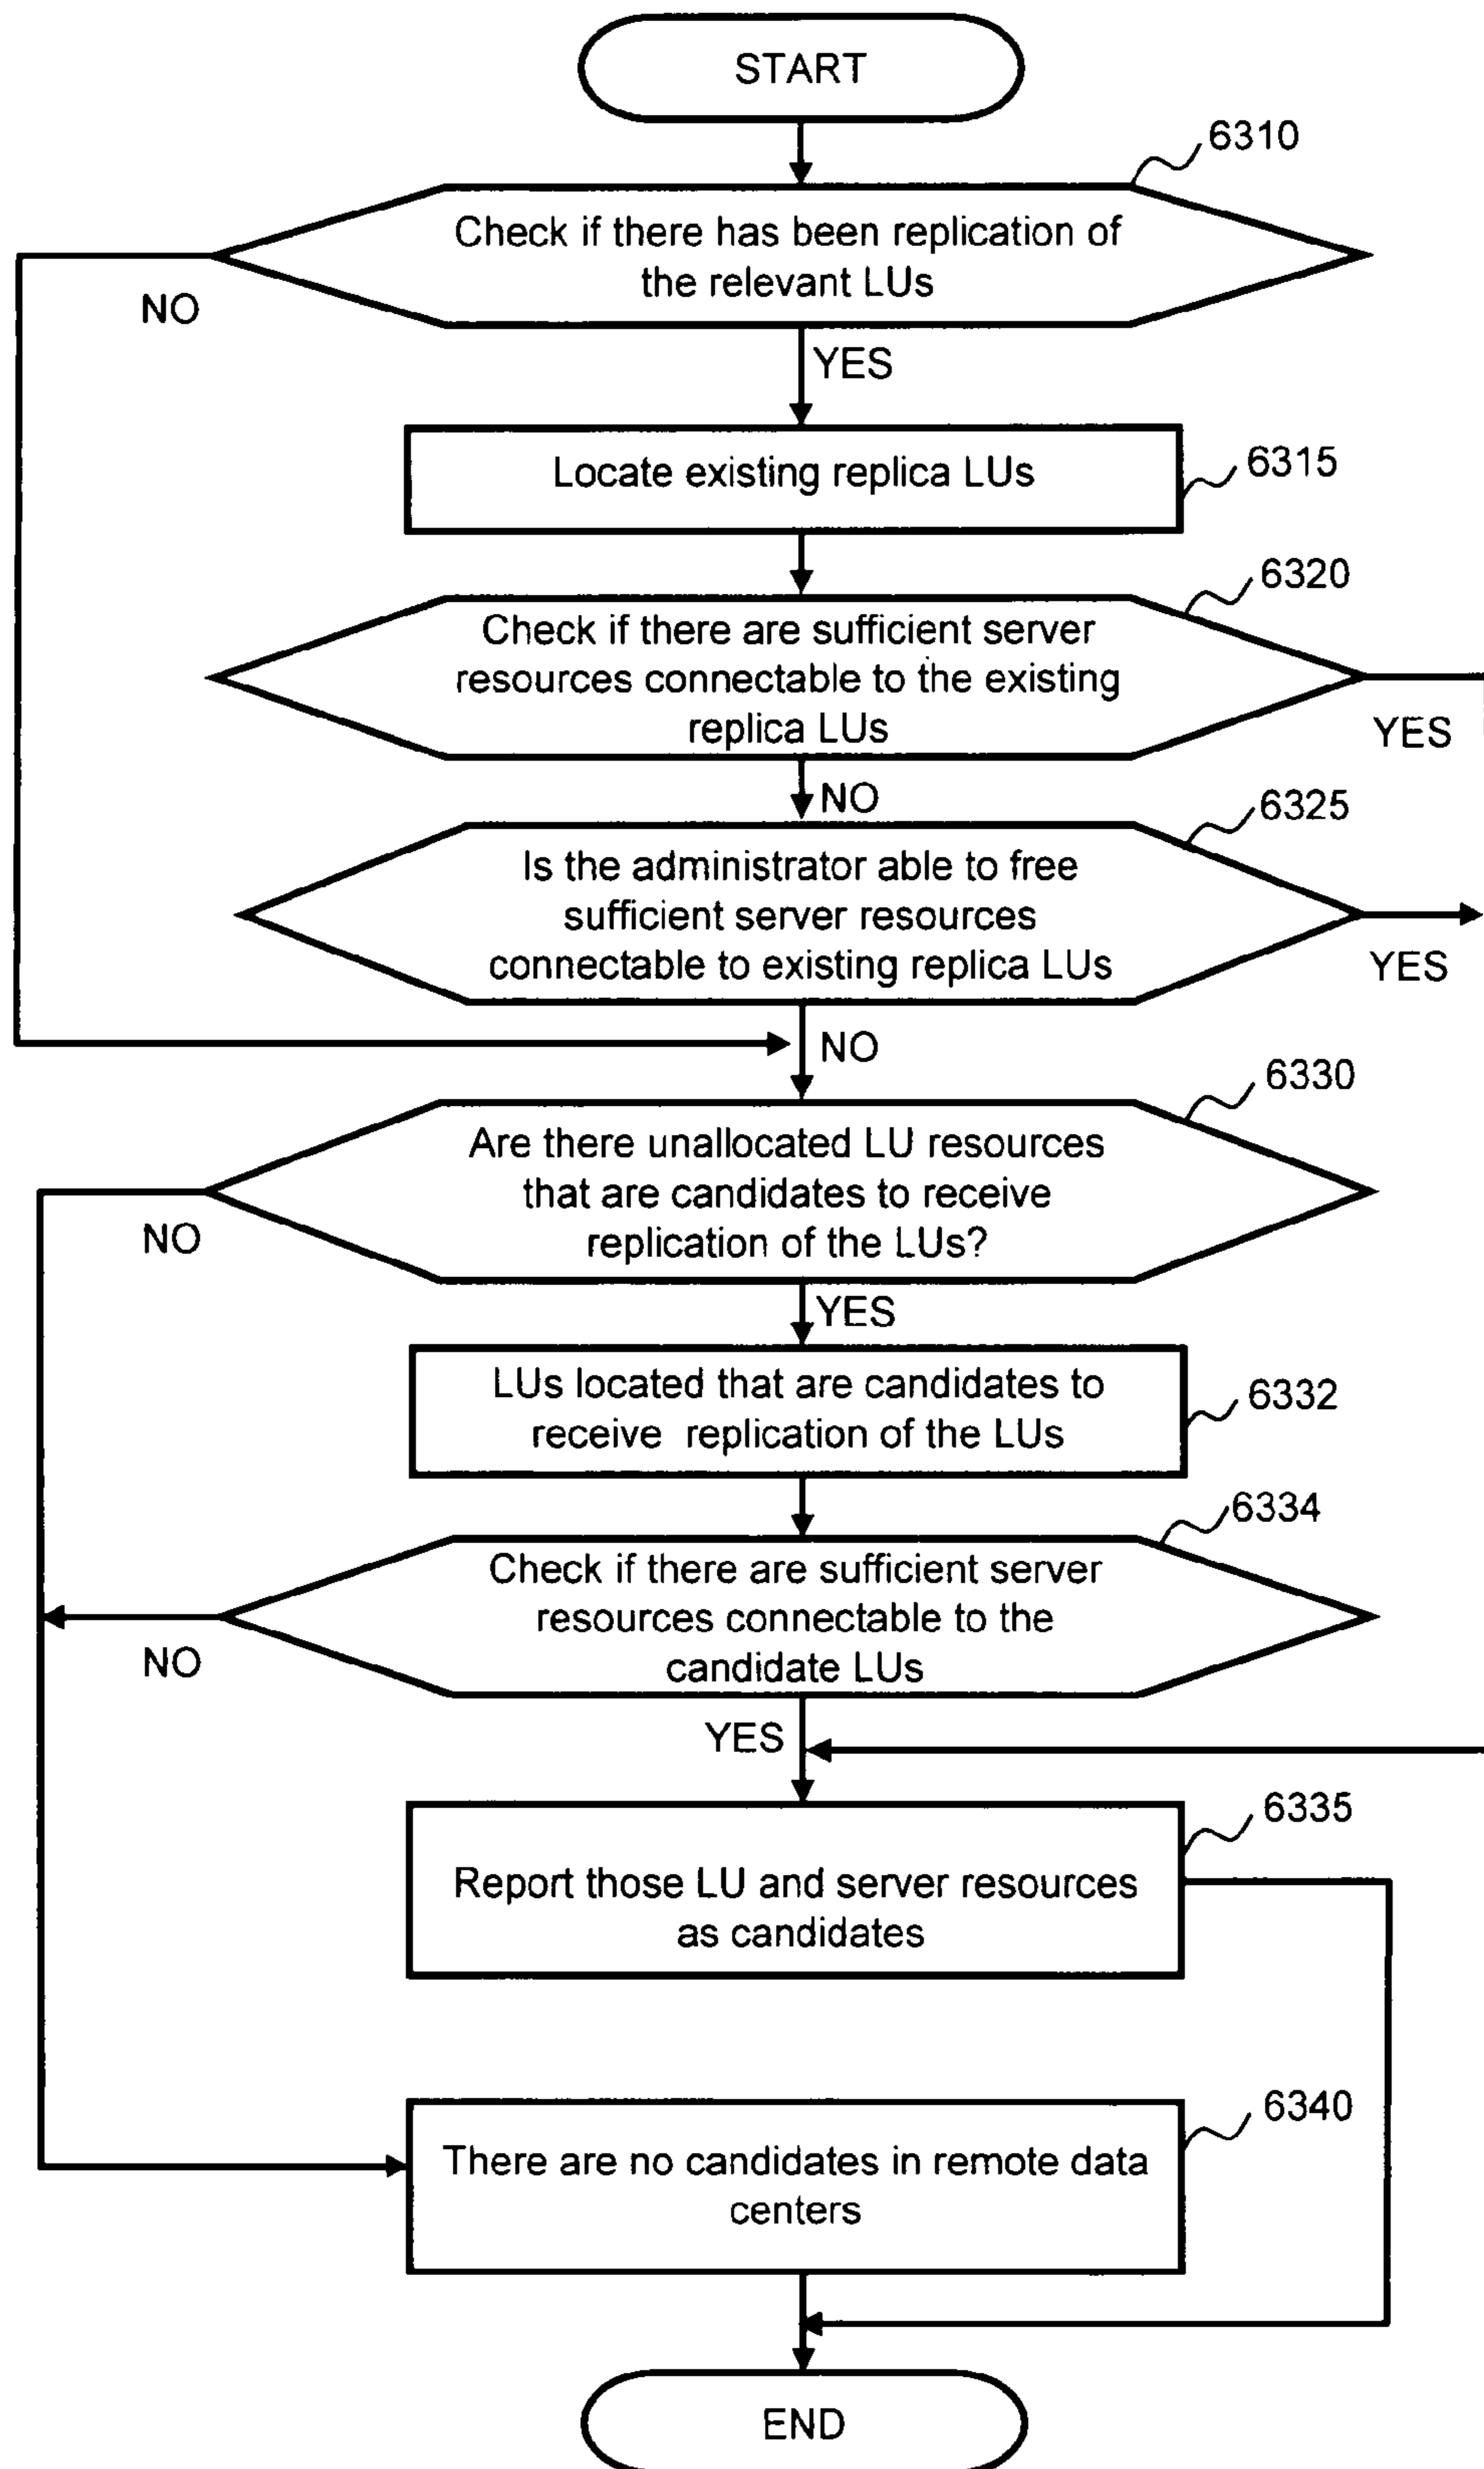 START
6310
Check if there has been replication of
the relevant LUs
NO
YES
Locate existing replica LUs
6315
6320
Check if there are sufficient server
resources connectable to the existing
replica LUs
YES
NO
6325
Is the administrator able to free
sufficient server resources
connectable to existing replica LUs
YES
NO
6330
Are there unallocated LU resources
that are candidates to receive
replication of the LUs?
NO
YES
LUs located that are candidates to
receive replication of the LUs
6332
6334
Check if there are sufficient server
resources connectable to the
candidate LUs
NO
YES
6335
Report those LU and server resources
as candidates
6340
There are no candidates in remote data
centers
END